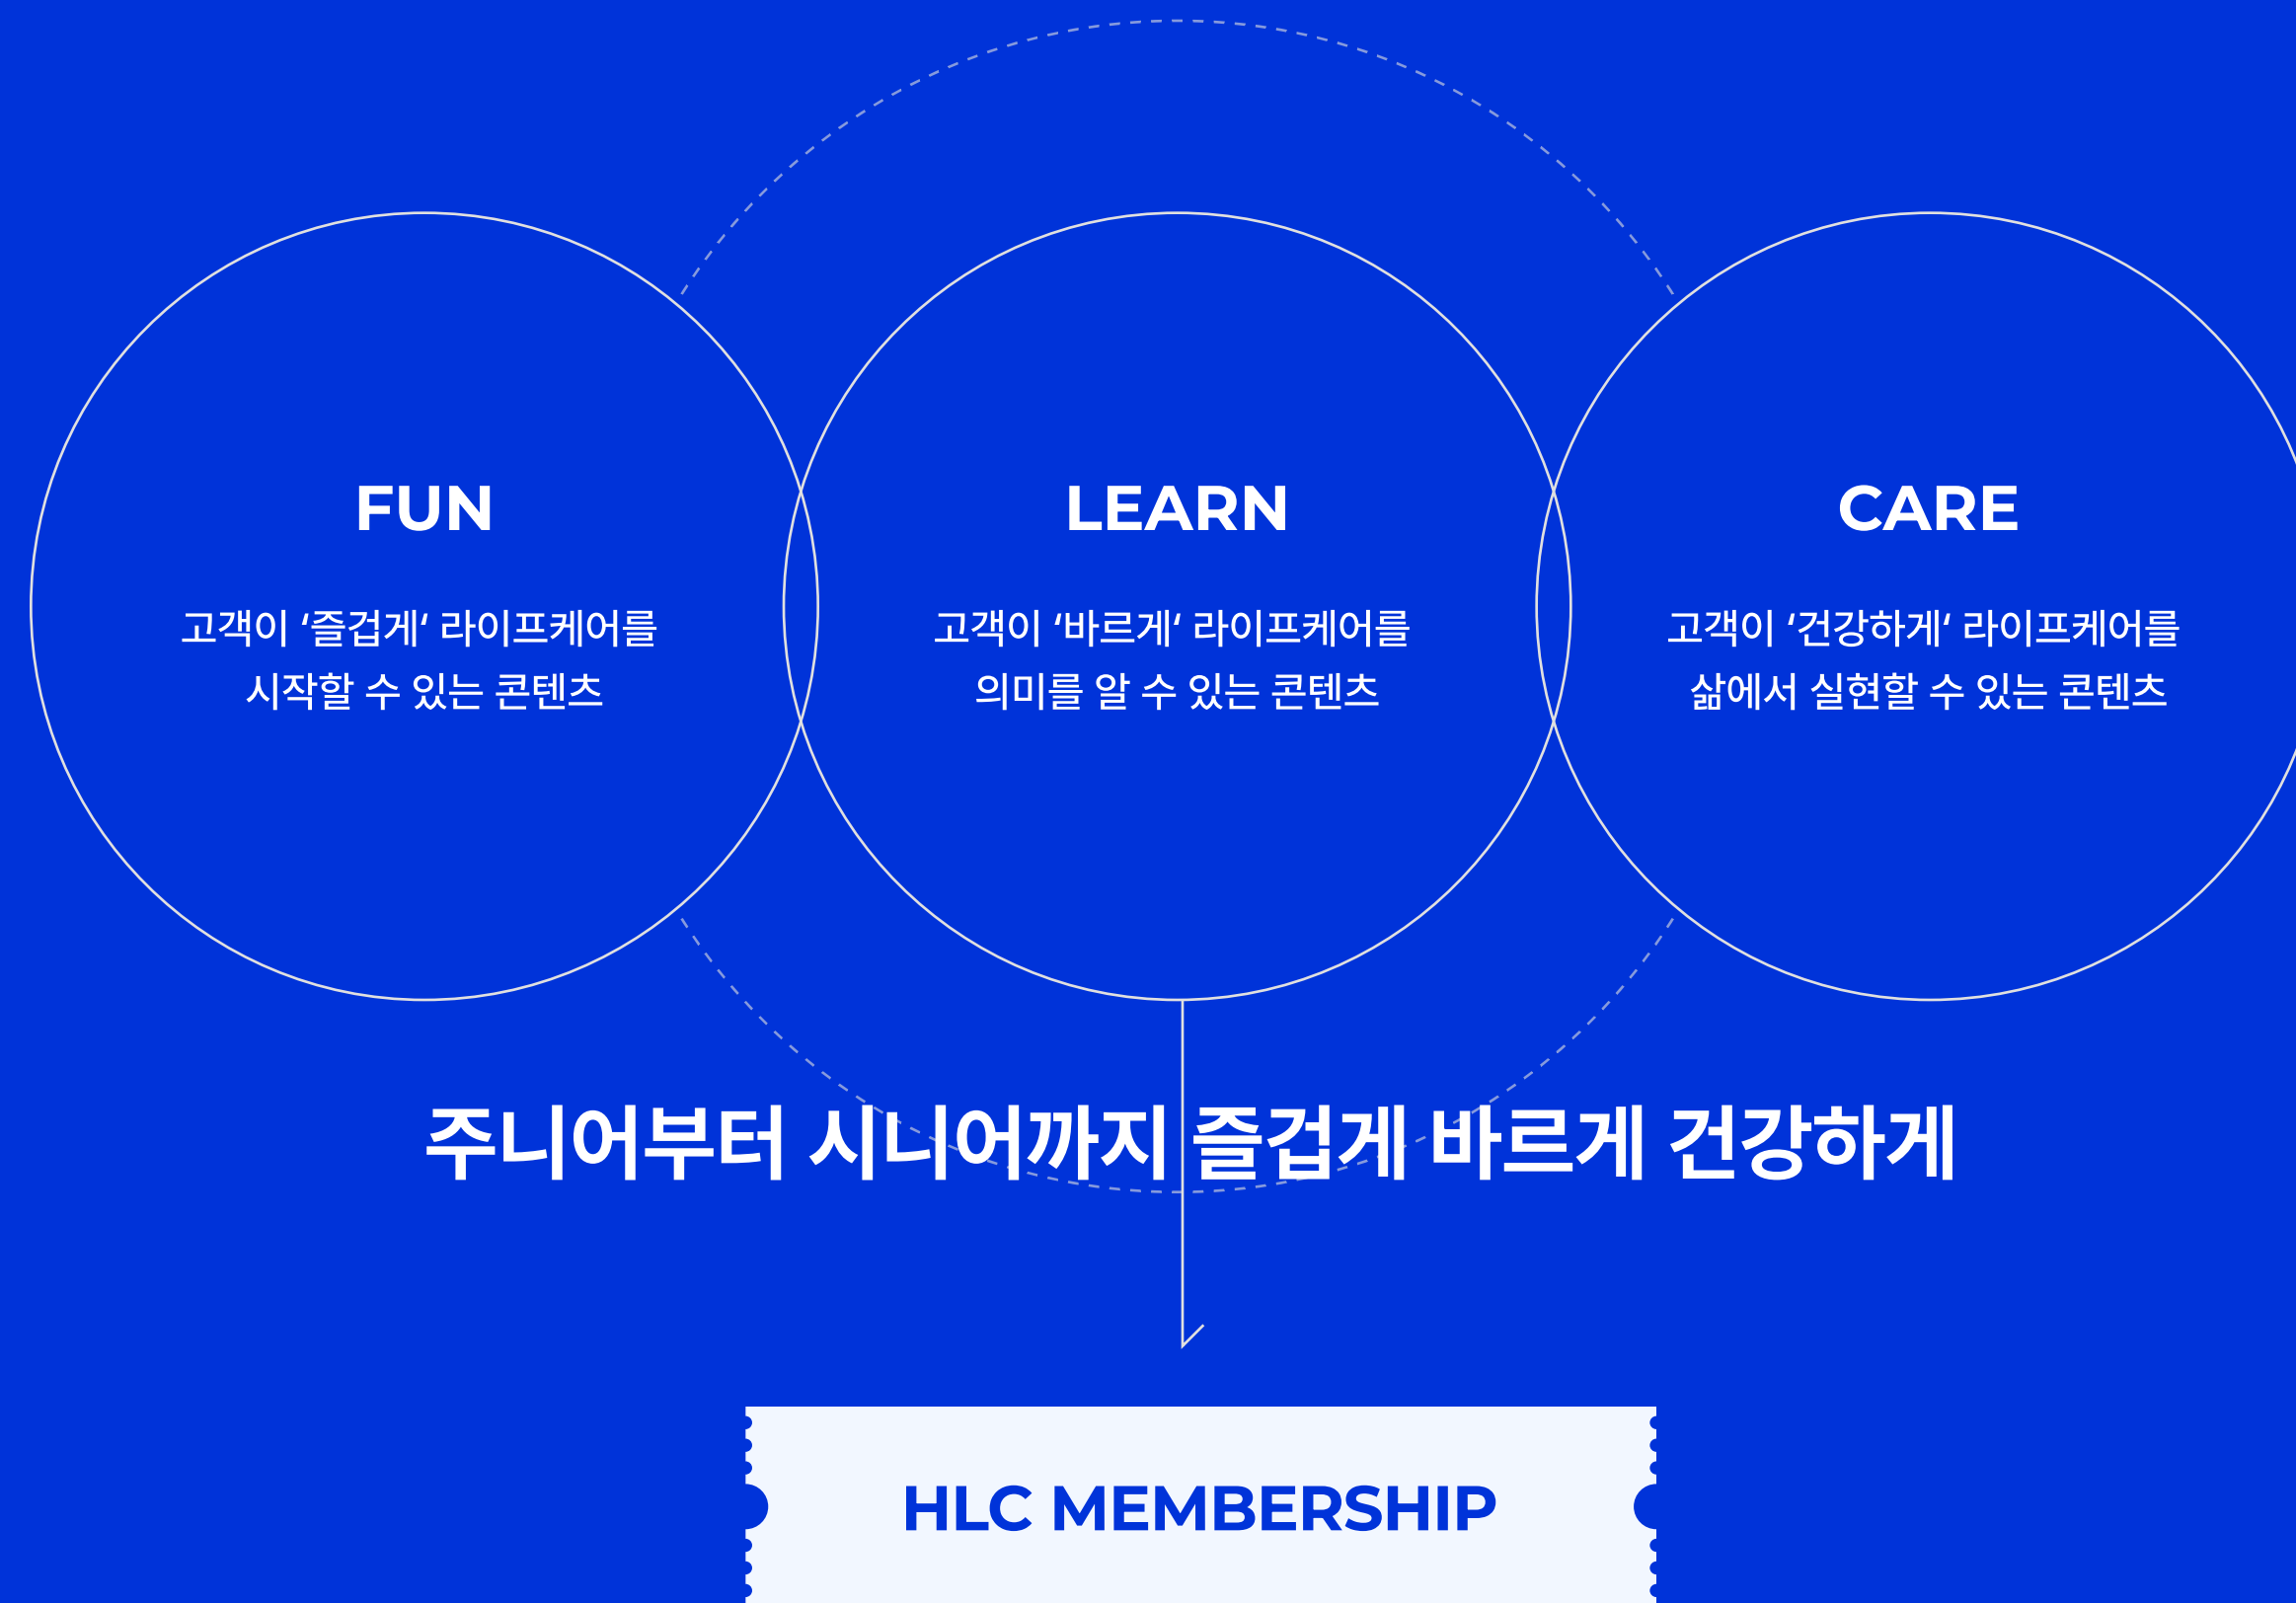 FUN
고객이 ‘즐겁게‘ 라이프케어를
시작할 수 있는 콘텐츠
LEARN
고객이 ‘바르게‘ 라이프케어를
의미를 알 수 있는 콘텐츠
CARE
고객이 ‘건강하게‘ 라이프케어를
삶에서 실현할 수 있는 콘텐츠
주니어부터 시니어까지 즐겁게 바르게 건강하게
HLC MEMBERSHIP